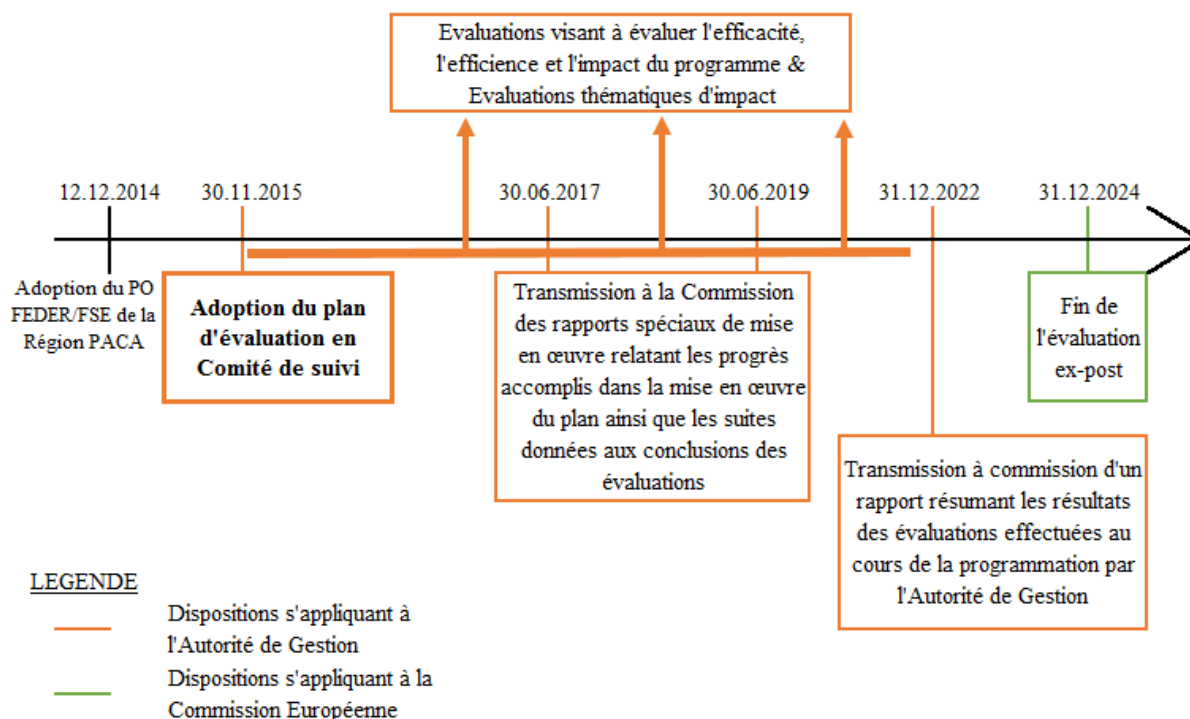 Evaluations visant à évaluer l'efficacité,
l'efficience et l'impact du programme &
Evaluations thématiques d'impact
12.12.2014
30.11.2015
30.06.2017
30.06.2019
31.12.2022
31.12.2024
Adoption du PO
FEDER/FSE de la
Région PACA
Adoption du plan
d'évaluation en
Comité de suivi
Transmission à la Commission
des rapports spéciaux de mise
en œuvre relatant les progrès
accomplis dans la mise en œuvre
du plan ainsi que les suites
données aux conclusions des
évaluations
Fin de
l'évaluation
ex-post
Transmission à commission d'un
rapport résumant les résultats
des évaluations effectuées au
cours de la programmation par
l'Autorité de Gestion
LEGENDE
Dispositions s'appliquant à
l'Autorité de Gestion
Dispositions s'appliquant à la
Commission Européenne